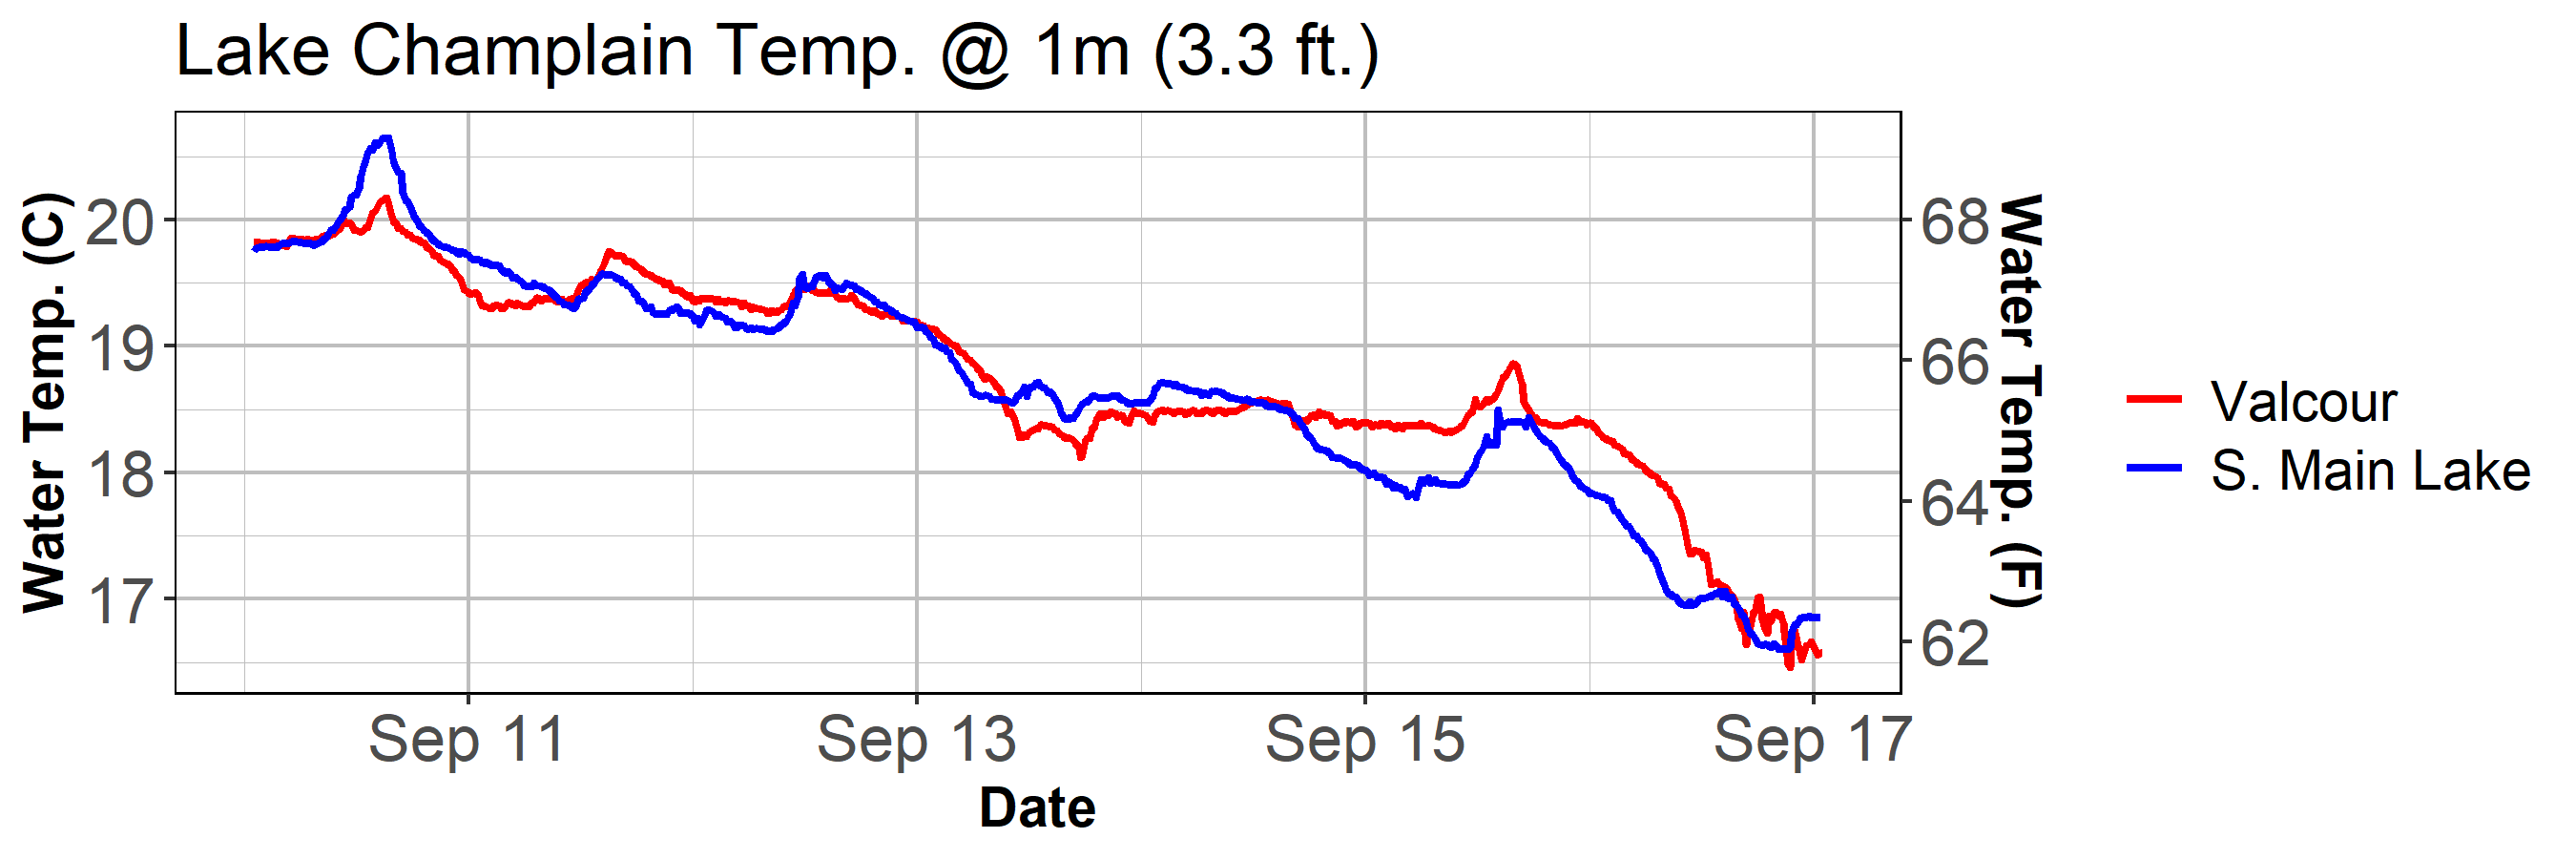 Lake Champlain Temp. @ 1m (3.3 ft.)
Water Temp. (C)
20
19
18
17
68
66
64
62
Water Temp. (F)
Valcour
S. Main Lake
Sep 11
Sep 13
Sep 15
Sep 17
Date